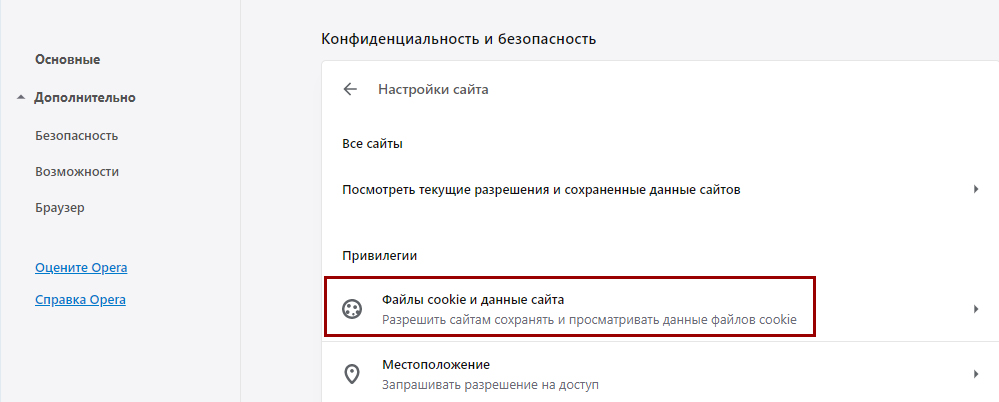 Основные
Дополнительно
Безопасность
Возможности
Браузер
Оцените Opera
Справка Opera
Конфиденциальность и безопасность
Настройки сайта
Все сайты
Посмотреть текущие разрешения и сохраненные данные сайтов
Привилегии
Файлы cookie и данные сайта
Разрешить сайтам сохранять и просматривать данные файлов cookie
Местоположение
Запрашивать разрешение на доступ